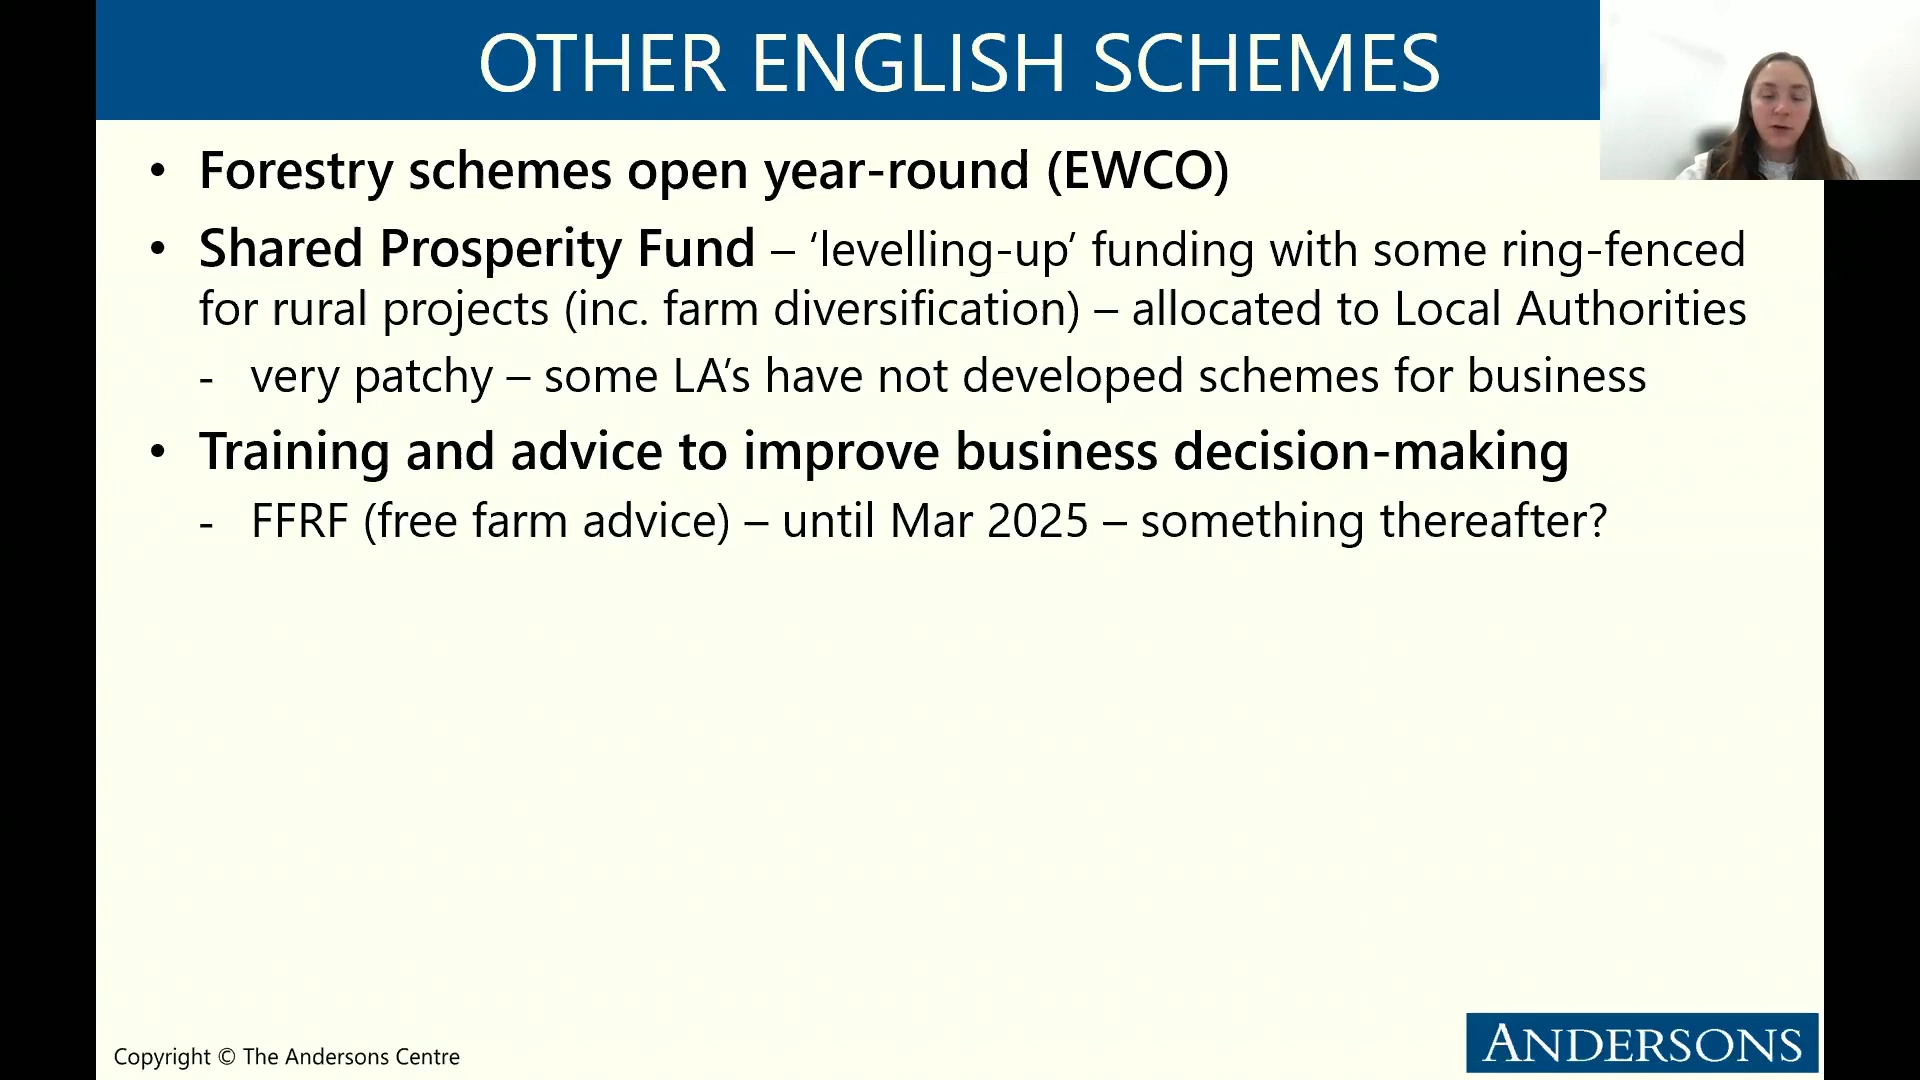 OTHER ENGLISH SCHEMES
• Forestry schemes open year-round (EWCO)
• Shared Prosperity Fund – ‘levelling-up’ funding with some ring-fenced
for rural projects (inc. farm diversification) – allocated to Local Authorities
- very patchy – some LA’s have not developed schemes for business
• Training and advice to improve business decision-making
- FFRF (free farm advice) – until Mar 2025 – something thereafter?
Copyright © The Andersons Centre
ANDERSONS